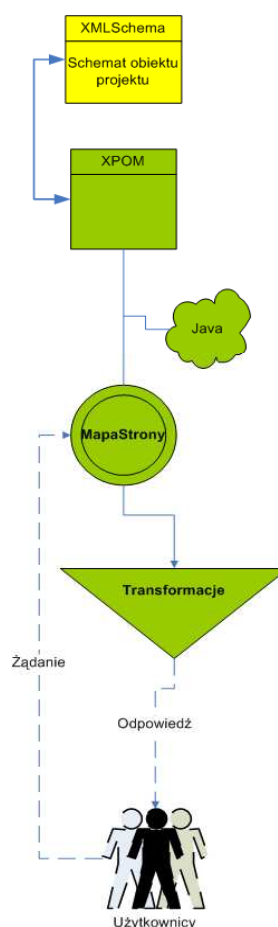 XMLSchema
Schemat obiektu
projektu
XPOM
Java
MapaStrony
Transformacje
Żądanie
Odpowiedź
Użytkownicy